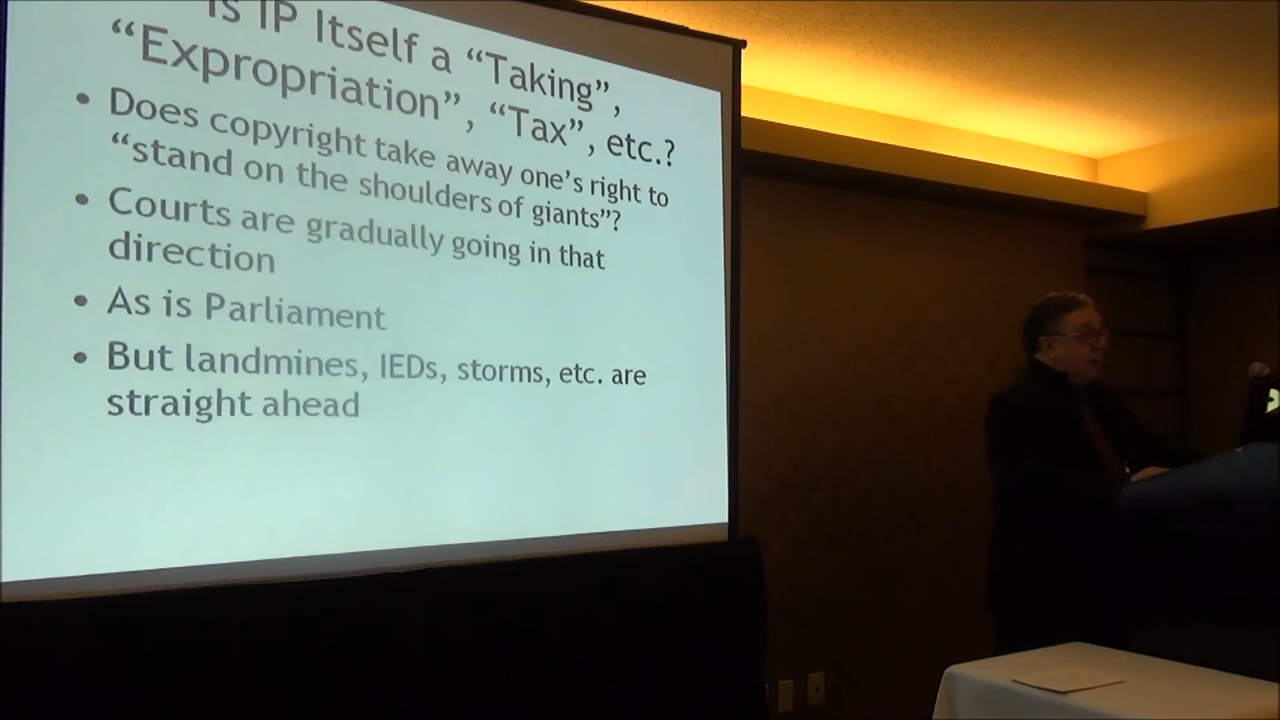 Is IP Itself a “Taking”,
“Expropriation”, “Tax”, etc.?
• Does copyright take away one’s right to
“stand on the shoulders of giants”?
• Courts are gradually going in that
direction
• As is Parliament
• But landmines, IEDs, storms, etc. are
straight ahead